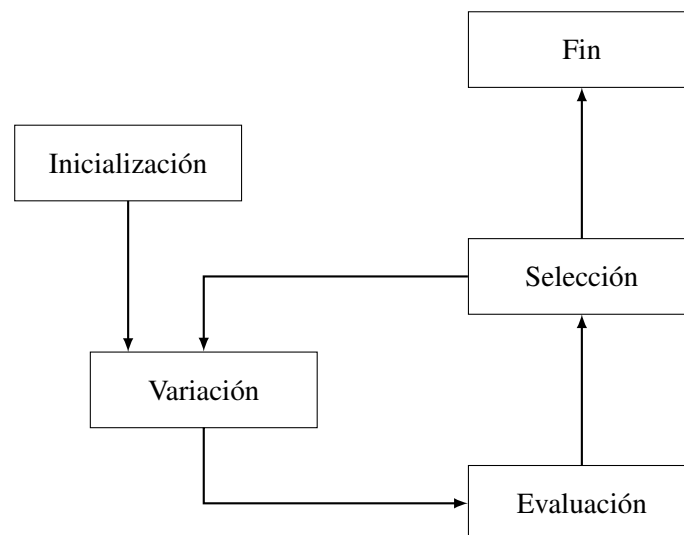 Fin
Inicialización
Selección
Variación
Evaluación